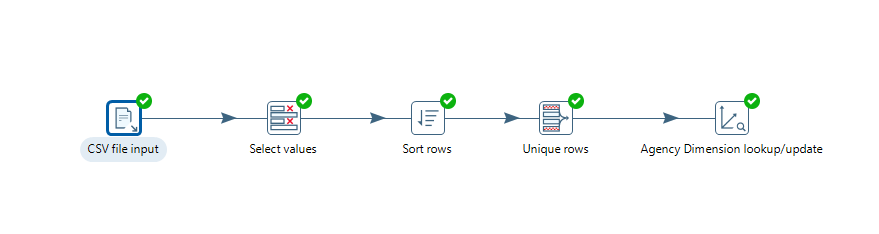 CSV file input
Select values
Sort rows
Unique rows
Agency Dimension lookup/update